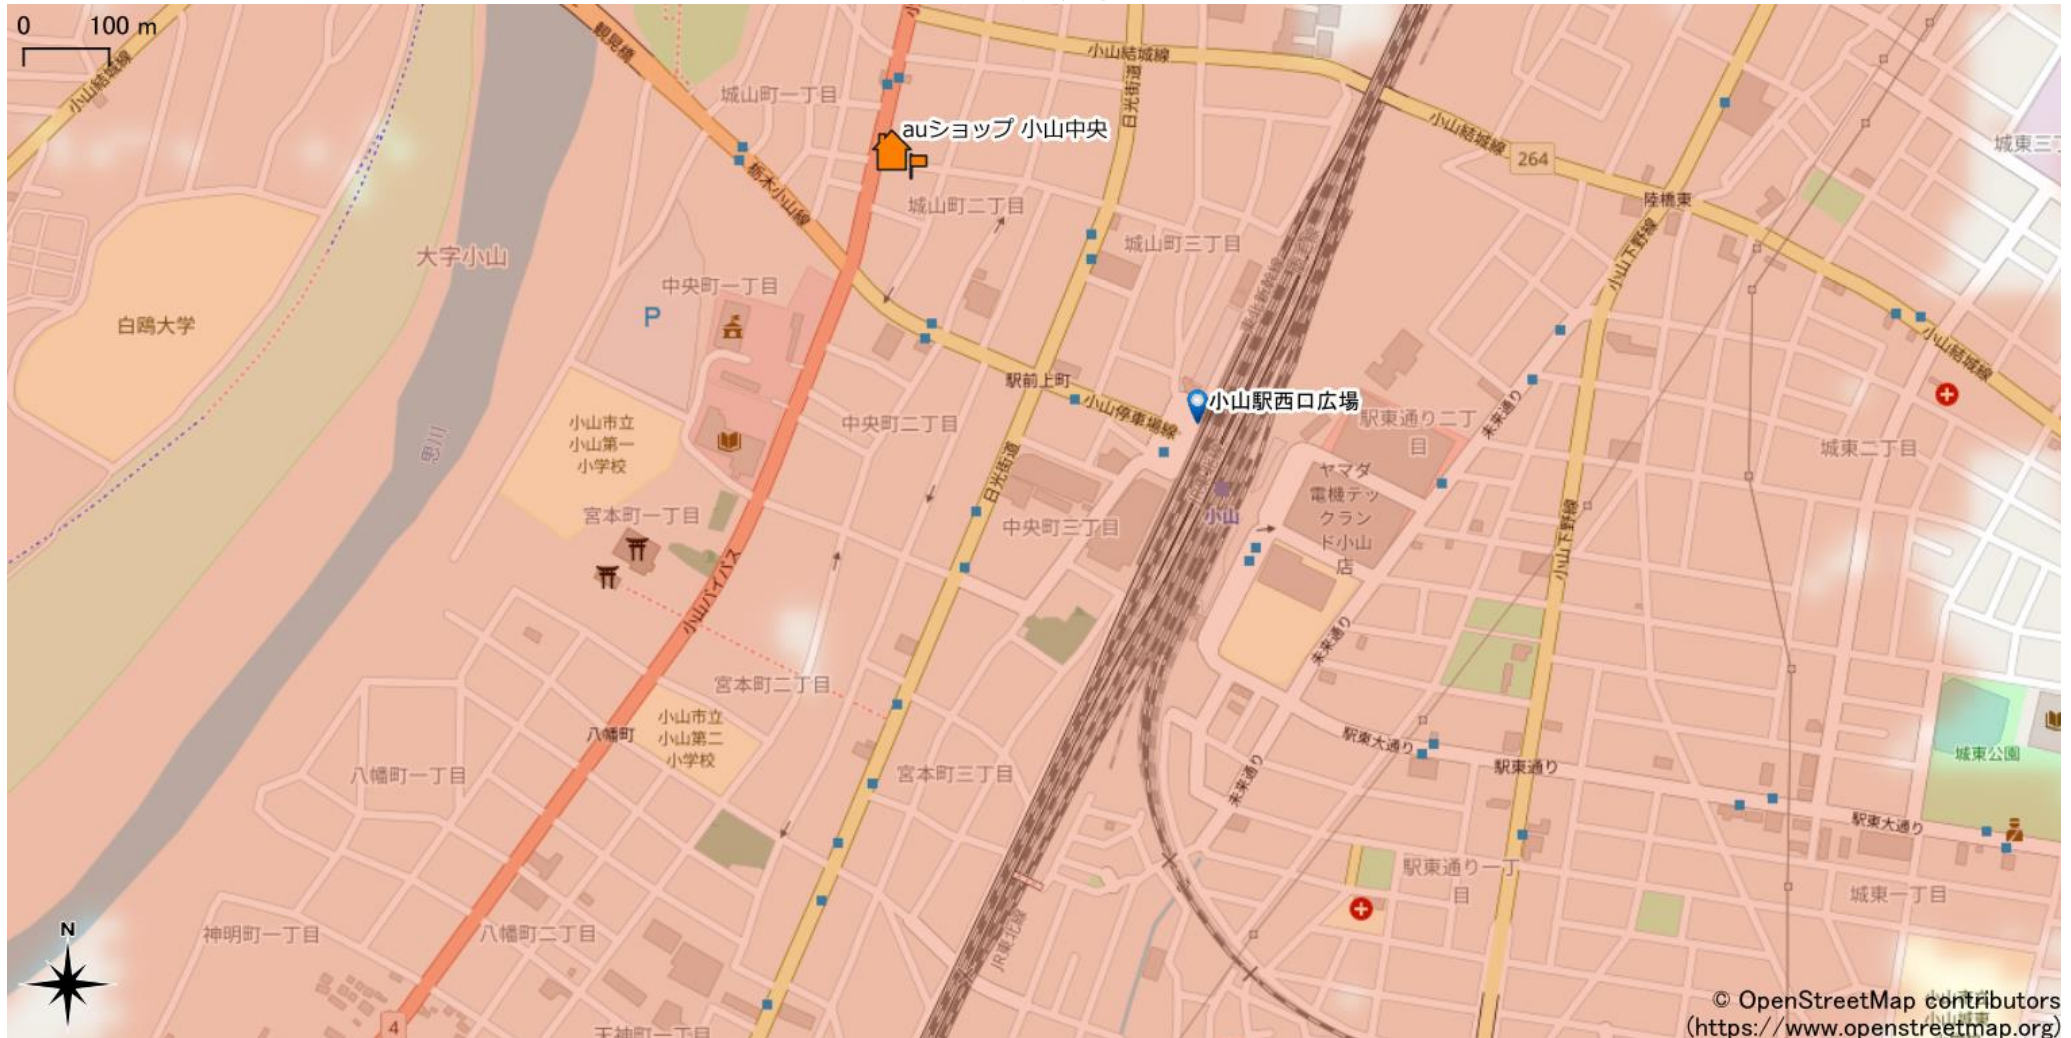 0 100 m
観晃橋
小山結城線
小山結城線
城山町一丁目
日光街道
auショップ 小山中央
小山結城線
264
城東三丁
栃木小山線
陸橋東
城山町二丁目
城山町三丁目
大字小山
小山下野線
中央町一丁目
P
白鴎大学
小山結城線
駅前上町
小山停車場線
小山駅西口広場
未来通り
駅東通り二丁
目
小山市立
小山第一
小学校
中央町二丁目
思川
城東二丁目
日光街道
ヤマダ
電機テッ
クラン
ド小山
店
小山
宮本町一丁目
中央町三丁目
小山下野線
小山バイパス
未来通り
宮本町二丁目
小山市立
小山第二
小学校
八幡町
駅東大通り
駅東通り
城東公園
八幡町一丁目
宮本町三丁目
未来通り
駅東大通り
駅東通り一丁
目
城東一丁目
N
神明町一丁目
八幡町二丁目
JR東北線
4
天神町一丁目
© OpenStreetMap contributors
(https://www.openstreetmap.org)